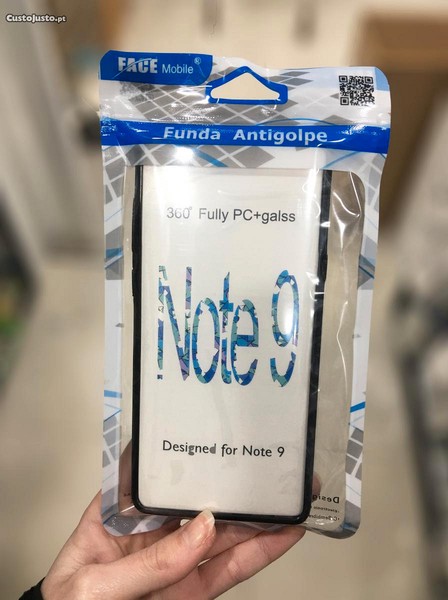 CustoJusto.pt
FACE Mobile®
Funda Antigolpe
360° Fully PC+galss
Note 9
Designed for Note 9